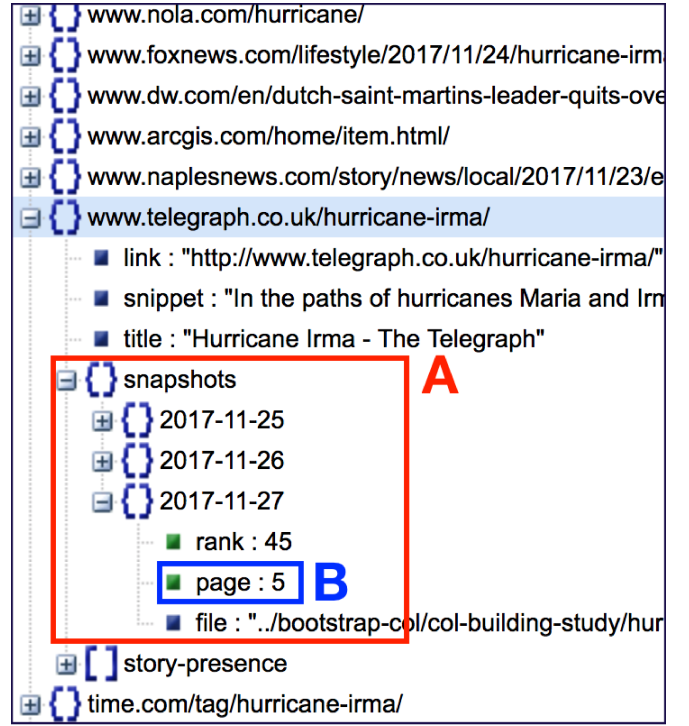 www.nola.com/hurricane/
www.foxnews.com/lifestyle/2017/11/24/hurricane-irm
www.dw.com/en/dutch-saint-martins-leader-quits-ove
www.arcgis.com/home/item.html/
www.naplesnews.com/story/news/local/2017/11/23/e
www.telegraph.co.uk/hurricane-irma/
link : "http://www.telegraph.co.uk/hurricane-irma/"
snippet : "In the paths of hurricanes Maria and Irm
title : "Hurricane Irma - The Telegraph"
A
snapshots
2017-11-25
2017-11-26
2017-11-27
rank : 45
page : 5 B
file : "../bootstrap-col/col-building-study/hur
story-presence
time.com/tag/hurricane-irma/